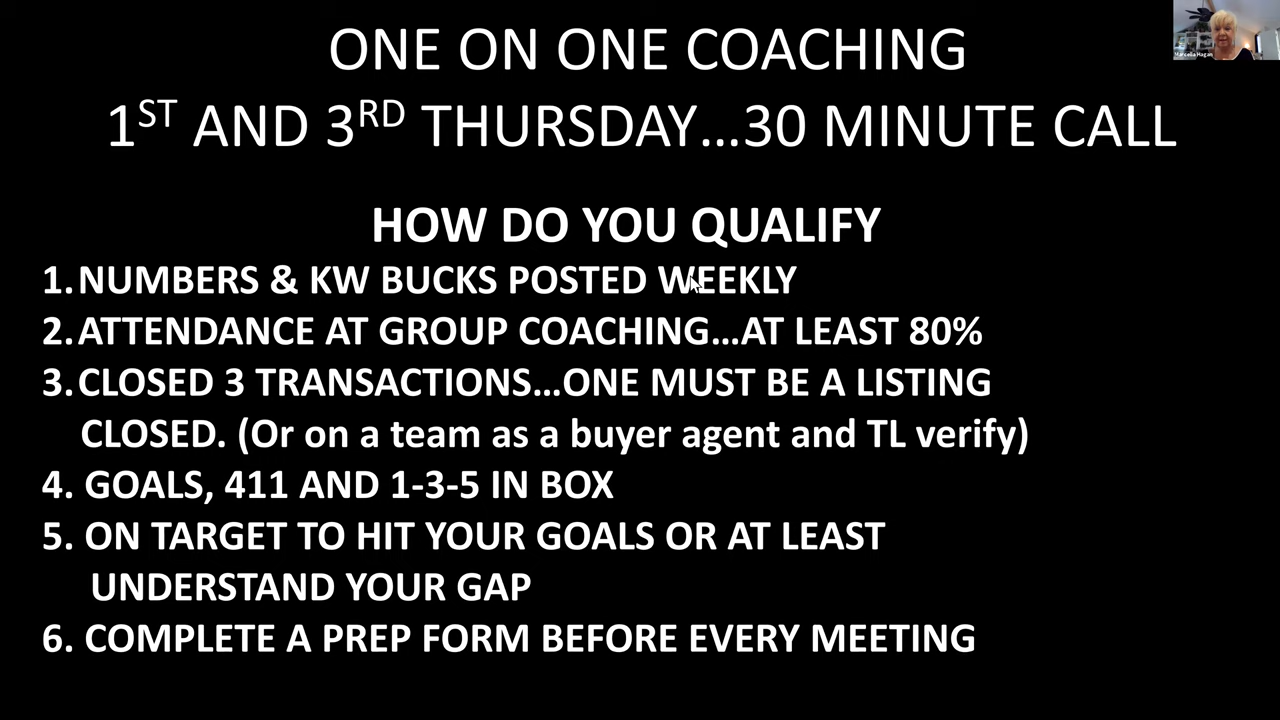 ONE ON ONE COACHING
1ST AND 3RD THURSDAY...30 MINUTE CALL
HOW DO YOU QUALIFY
1. NUMBERS & KW BUCKS POSTED WEEKLY
2. ATTENDANCE AT GROUP COACHING...AT LEAST 80%
3. CLOSED 3 TRANSACTIONS...ONE MUST BE A LISTING
CLOSED. (Or on a team as a buyer agent and TL verify)
4. GOALS, 411 AND 1-3-5 IN BOX
5. ON TARGET TO HIT YOUR GOALS OR AT LEAST
UNDERSTAND YOUR GAP
6. COMPLETE A PREP FORM BEFORE EVERY MEETING